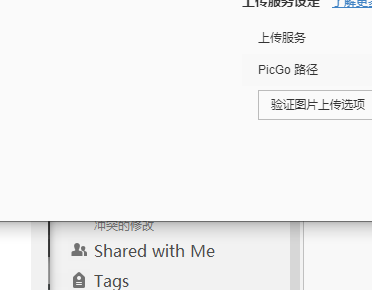 上传服务设定 了解更多
上传服务
PicGo 路径
验证图片上传选项
冲突的修改
Shared with Me
Tags